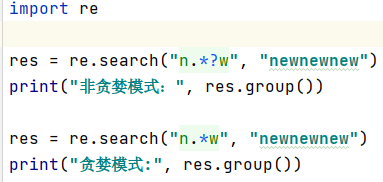 import re
res = re.search("n.*?w", "newnewnew")
print("非贪婪模式：", res.group())
res = re.search("n.*w", "newnewnew")
print("贪婪模式:", res.group())